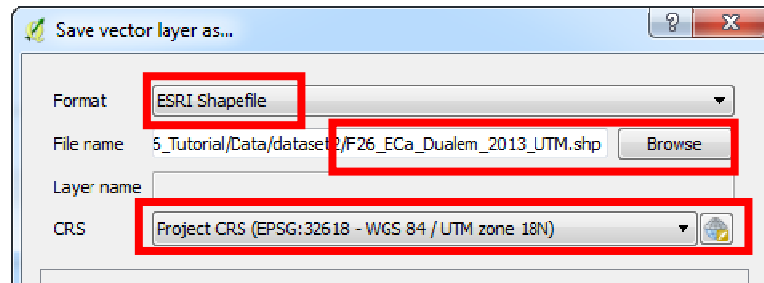 Save vector layer as...
Format ESRI Shapefile
File name 6_Tutorial/Data/dataset2/F26_ECa_Dualem_2013_UTM.shp Browse
Layer name
CRS Project CRS (EPSG:32618 - WGS 84 / UTM zone 18N)